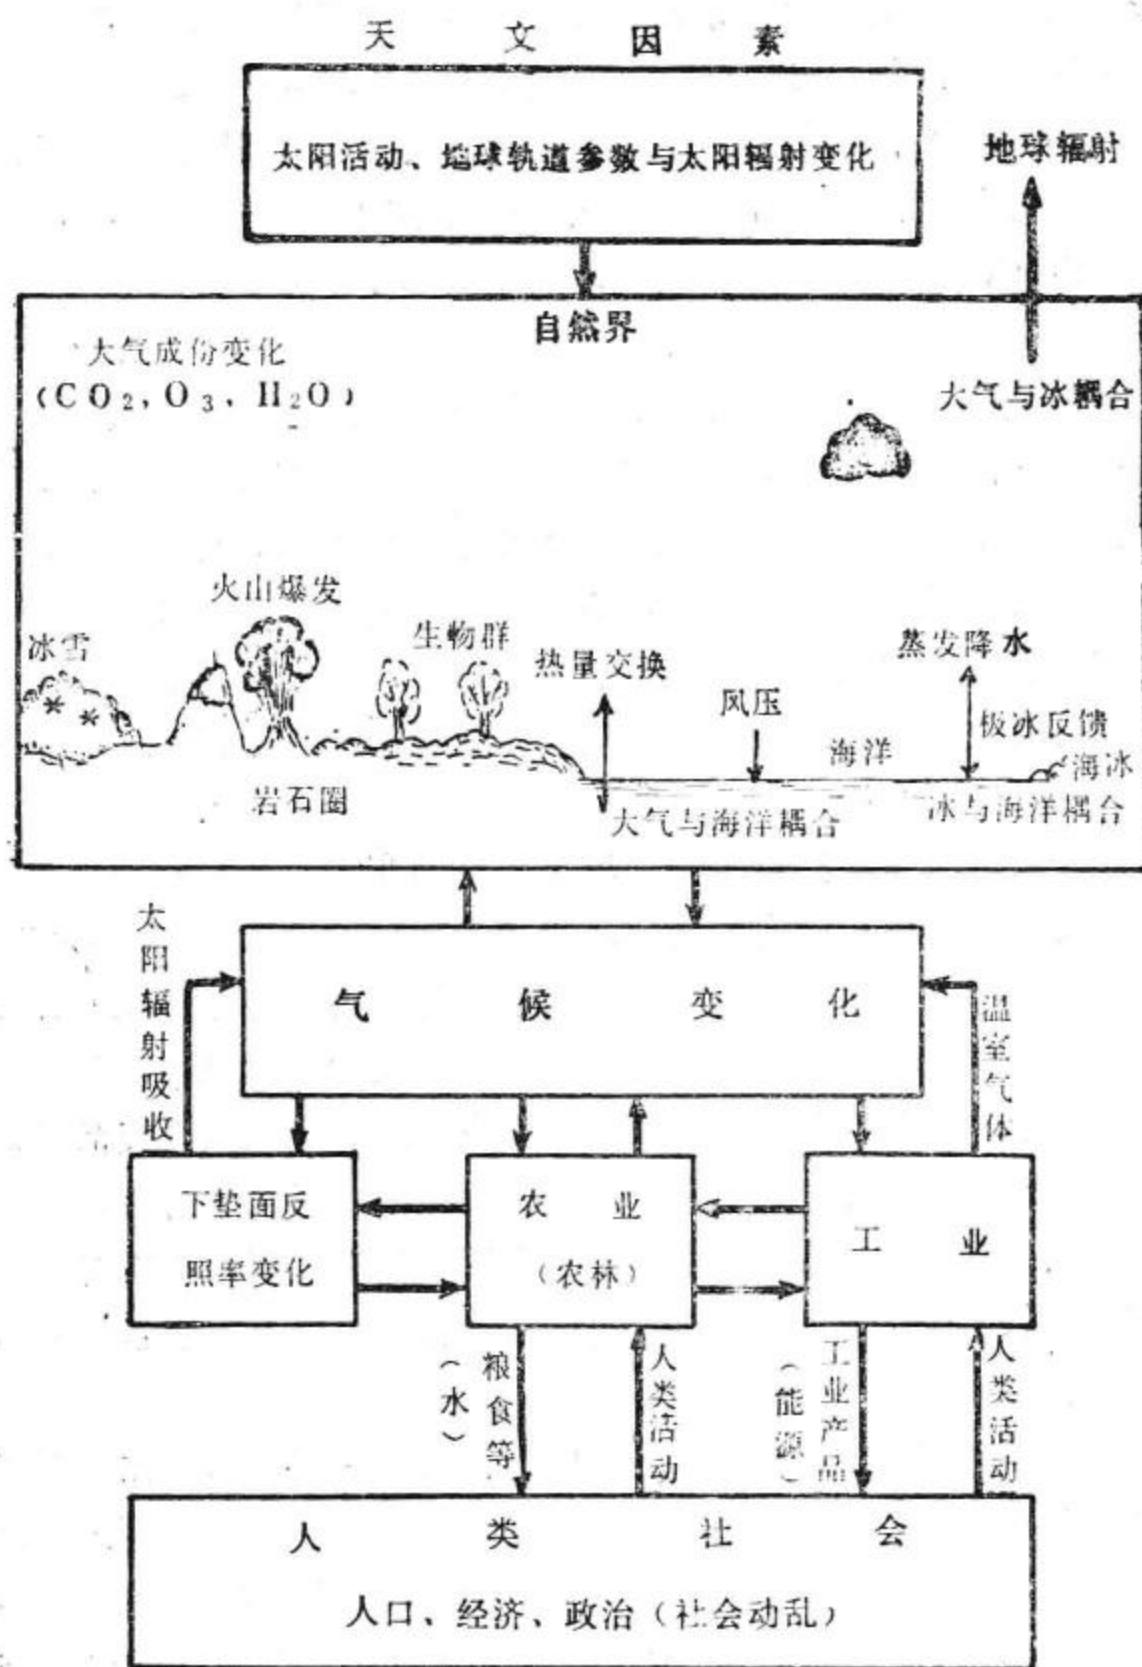 天文因素
太阳活动、地球轨道参数与太阳辐射变化
地球辐射
自然界
大气成份变化
(CO₂,O₃,H₂O)
大气与冰耦合
火山爆发
冰雪
生物群
热量交换
风压
蒸发降水
极冰反馈
海洋
海冰
岩石圈
大气与海洋耦合
冰与海洋耦合
太阳辐射吸收
气候变化
温室气体
下垫面反
照率变化
农业
(农林)
工业
粮食等
(水)
人类活动
工业产品
(能源)
人类活动
人类社会
人口、经济、政治(社会动乱)